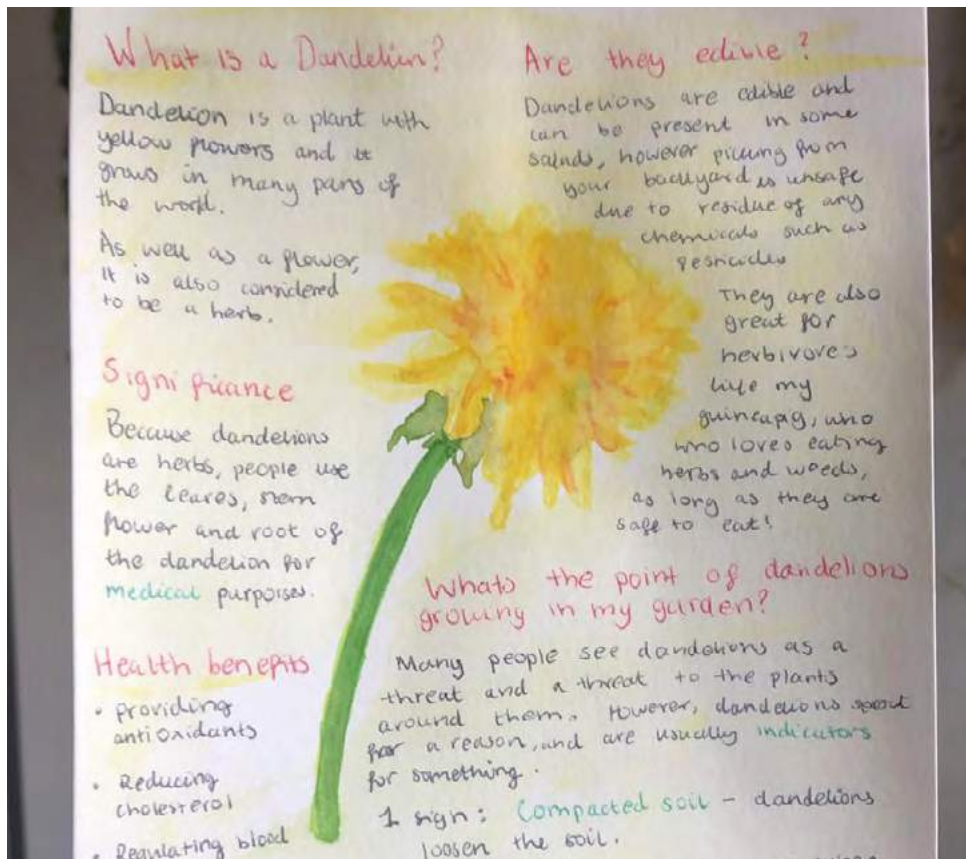 What is a Dandelion?
Dandelion is a plant with
yellow flowers and it
grows in many parts of
the world.
As well as a flower,
it is also considered
to be a herb.
Significance
Because dandelions
are herbs, people use
the leaves, stem
flower and root of
the dandelion for
medical purposes.
Health benefits
• providing
antioxidants
• Reducing
cholesterol
• Regulating blood
Are they edible?
Dandelions are edible and
can be present in some
salads, however picking from
your backyard is unsafe
due to residue of any
chemicals such as
pesticides
They are also
great for
herbivores
like my
guineapig, who
who loves eating
herbs and weeds,
as long as they are
safe to eat!
Whats the point of dandelions
growing in my garden?
Many people see dandelions as a
threat and a threat to the plants
around them. However, dandelions
for a reason, and are usually indicators
for something.
1 sign: Compacted soil - dandelions
loosen the soil.